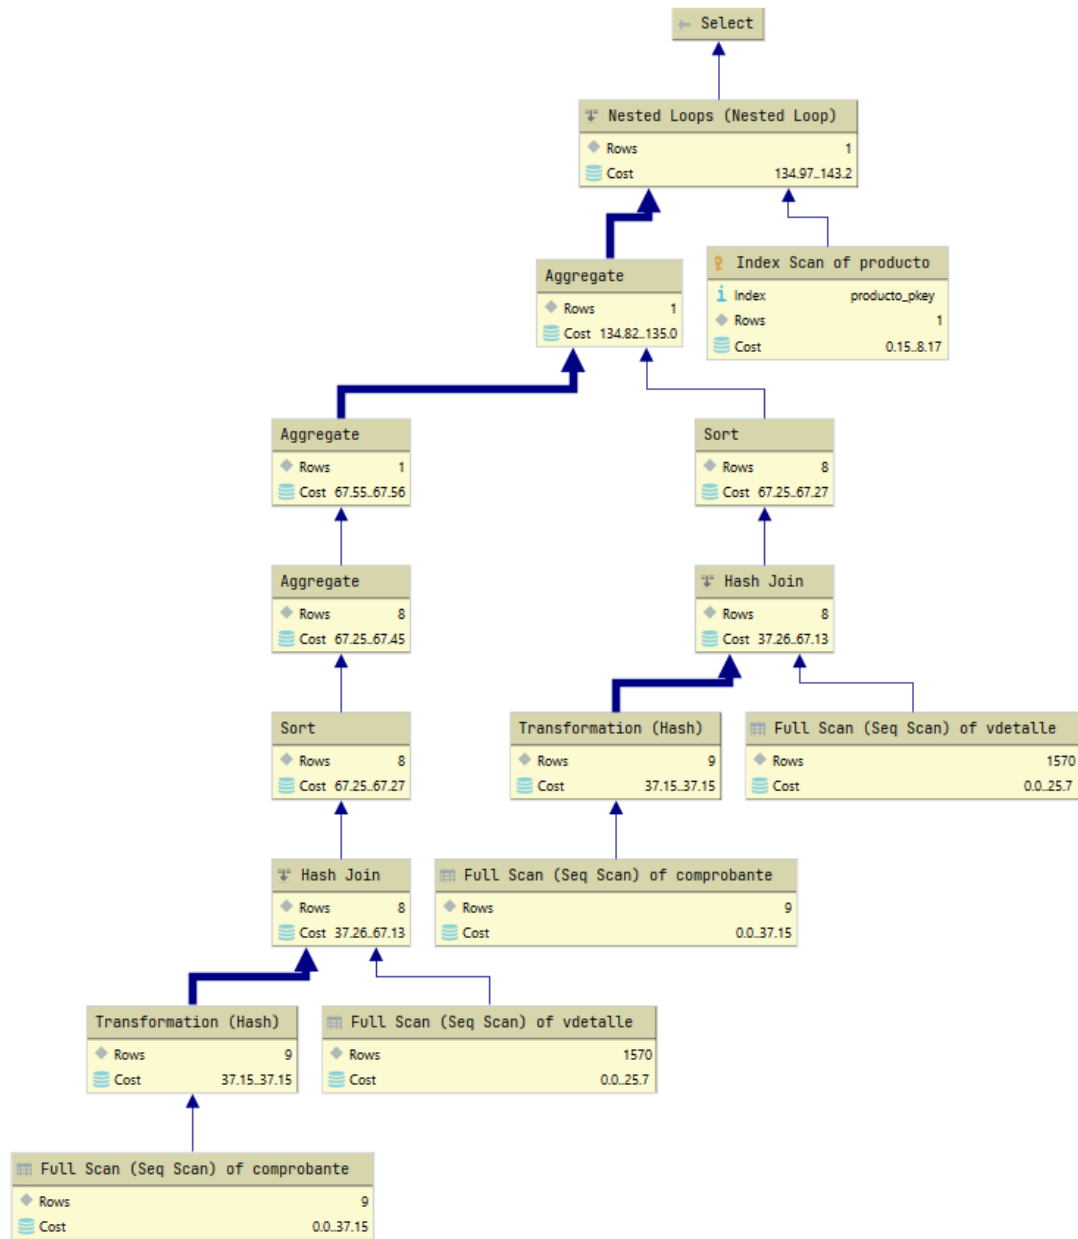 Select
Nested Loops (Nested Loop)
Rows 1
Cost 134.97..143.2
Aggregate
Rows 1
Cost 134.82..135.0
Index Scan of producto
Index producto_pkey
Rows 1
Cost 0.15..8.17
Aggregate
Rows 1
Cost 67.55..67.56
Sort
Rows 8
Cost 67.25..67.27
Aggregate
Rows 8
Cost 67.25..67.45
Hash Join
Rows 8
Cost 37.26..67.13
Sort
Rows 8
Cost 67.25..67.27
Transformation (Hash)
Rows 9
Cost 37.15..37.15
Full Scan (Seq Scan) of vdetalle
Rows 1570
Cost 0.0..25.7
Hash Join
Rows 8
Cost 37.26..67.13
Full Scan (Seq Scan) of comprobante
Rows 9
Cost 0.0..37.15
Transformation (Hash)
Rows 9
Cost 37.15..37.15
Full Scan (Seq Scan) of vdetalle
Rows 1570
Cost 0.0..25.7
Full Scan (Seq Scan) of comprobante
Rows 9
Cost 0.0..37.15